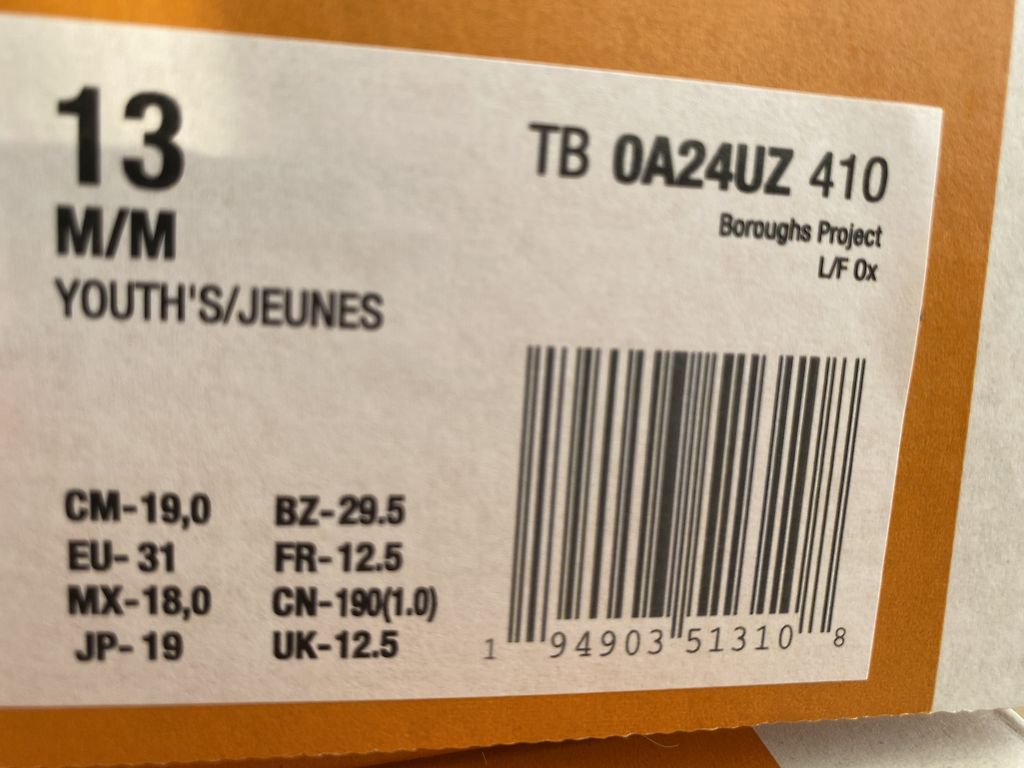 13
M/M
YOUTH'S/JEUNES
TB 0A24UZ 410
Boroughs Project
L/F Ox
CM-19,0 BZ-29.5
EU-31 FR-12.5
MX-18,0 CN-190(1.0)
JP-19 UK-12.5
1 94903 51310 8